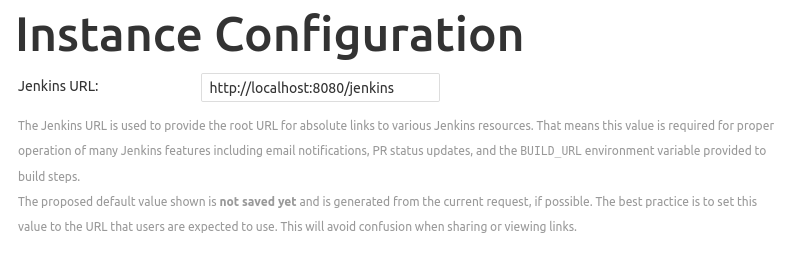 Instance Configuration
Jenkins URL: http://localhost:8080/jenkins
The Jenkins URL is used to provide the root URL for absolute links to various Jenkins resources. That means this value is required for proper
operation of many Jenkins features including email notifications, PR status updates, and the BUILD_URL environment variable provided to
build steps.
The proposed default value shown is not saved yet and is generated from the current request, if possible. The best practice is to set this
value to the URL that users are expected to use. This will avoid confusion when sharing or viewing links.